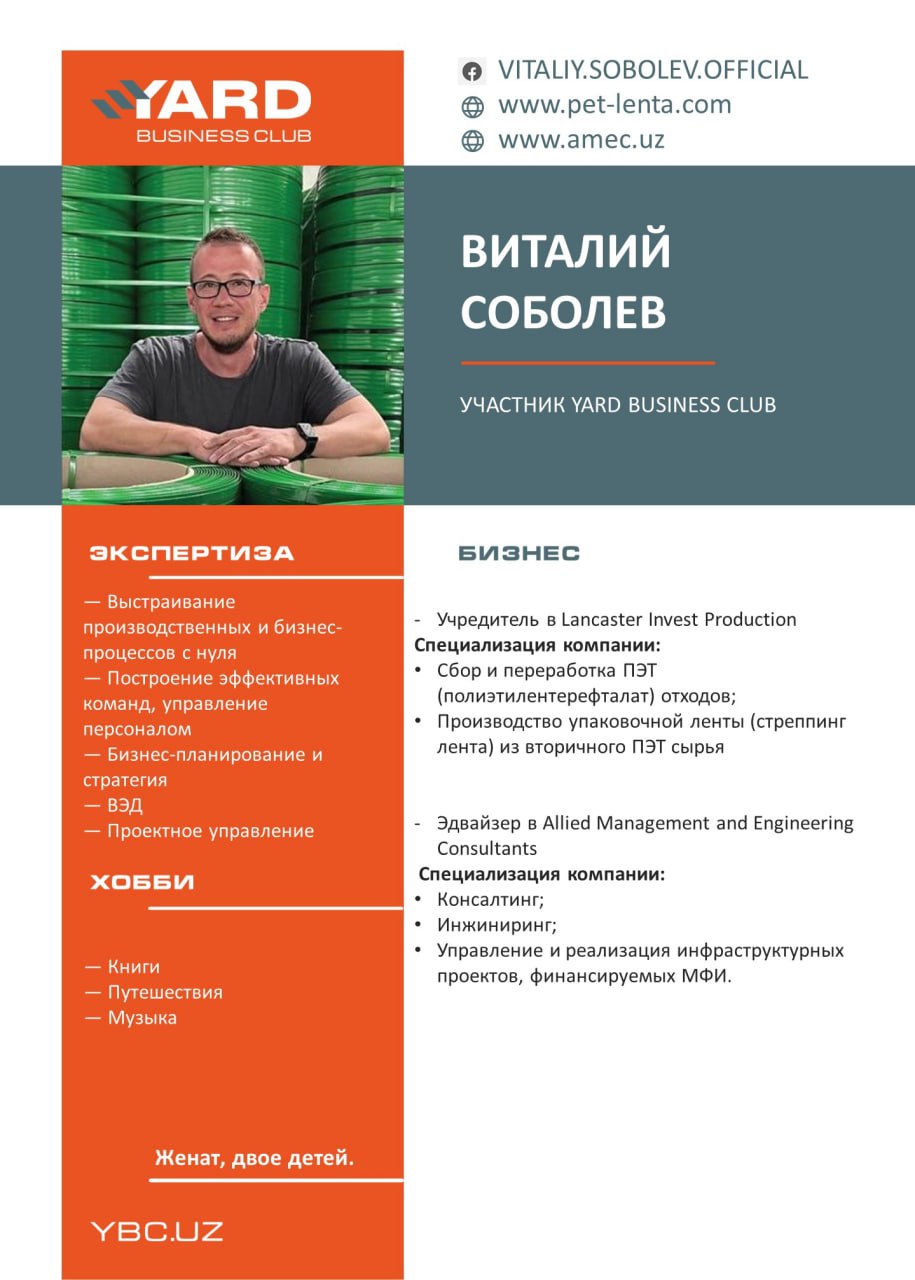 YARD
BUSINESS CLUB
VITALIY.SOBOLEV.OFFICIAL
www.pet-lenta.com
www.amec.uz
ВИТАЛИЙ
СОБОЛЕВ
УЧАСТНИК YARD BUSINESS CLUB
ЭКСПЕРТИЗА
— Выстраивание
производственных и бизнес-
процессов с нуля
— Построение эффективных
команд, управление
персоналом
— Бизнес-планирование и
стратегия
— ВЭД
— Проектное управление
ХОББИ
— Книги
— Путешествия
— Музыка
Женат, двое детей.
YBC.UZ
БИЗНЕС
- Учредитель в Lancaster Invest Production
Специализация компании:
• Сбор и переработка ПЭТ
(полиэтилентерефталат) отходов;
• Производство упаковочной ленты (стреппинг
лента) из вторичного ПЭТ сырья
- Эдвайзер в Allied Management and Engineering
Consultants
Специализация компании:
• Консалтинг;
• Инжиниринг;
• Управление и реализация инфраструктурных
проектов, финансируемых МФИ.